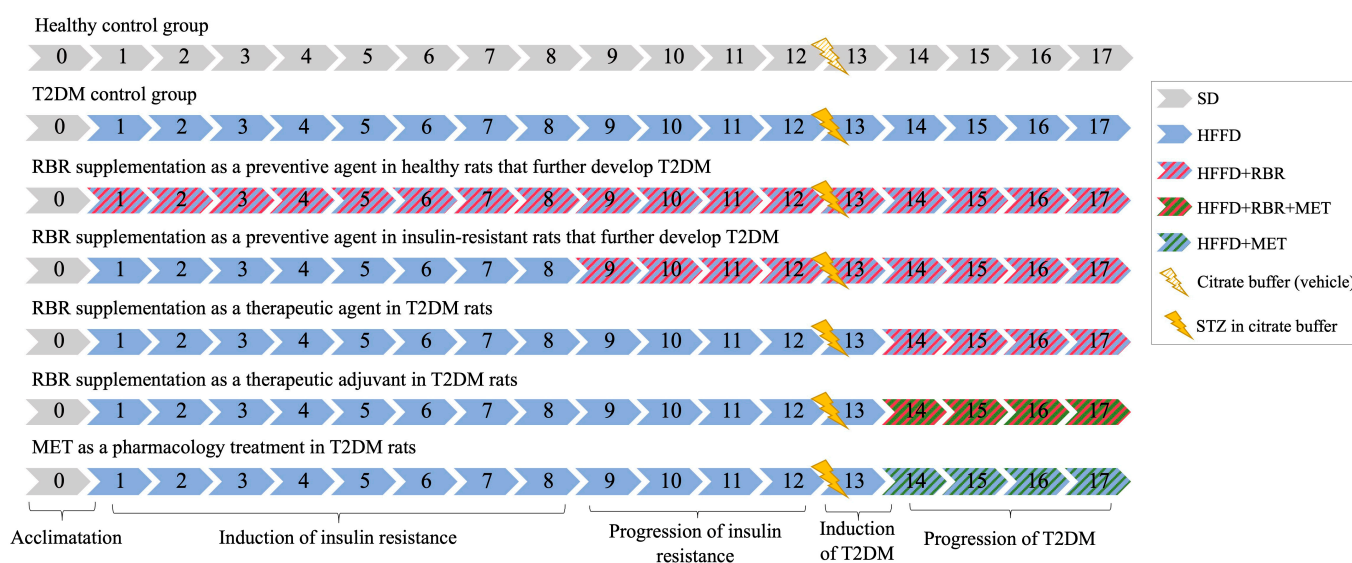 Healthy control group
0 1 2 3 4 5 6 7 8 9 10 11 12 13 14 15 16 17
T2DM control group
0 1 2 3 4 5 6 7 8 9 10 11 12 13 14 15 16 17
RBR supplementation as a preventive agent in healthy rats that further develop T2DM
0 1 2 3 4 5 6 7 8 9 10 11 12 13 14 15 16 17
RBR supplementation as a preventive agent in insulin-resistant rats that further develop T2DM
0 1 2 3 4 5 6 7 8 9 10 11 12 13 14 15 16 17
RBR supplementation as a therapeutic agent in T2DM rats
0 1 2 3 4 5 6 7 8 9 10 11 12 13 14 15 16 17
RBR supplementation as a therapeutic adjuvant in T2DM rats
0 1 2 3 4 5 6 7 8 9 10 11 12 13 14 15 16 17
MET as a pharmacology treatment in T2DM rats
0 1 2 3 4 5 6 7 8 9 10 11 12 13 14 15 16 17
Acclimatation
Induction of insulin resistance
Progression of insulin
resistance
Induction
of T2DM
Progression of T2DM
SD
HFFD
HFFD+RBR
HFFD+RBR+MET
HFFD+MET
Citrate buffer (vehicle)
STZ in citrate buffer